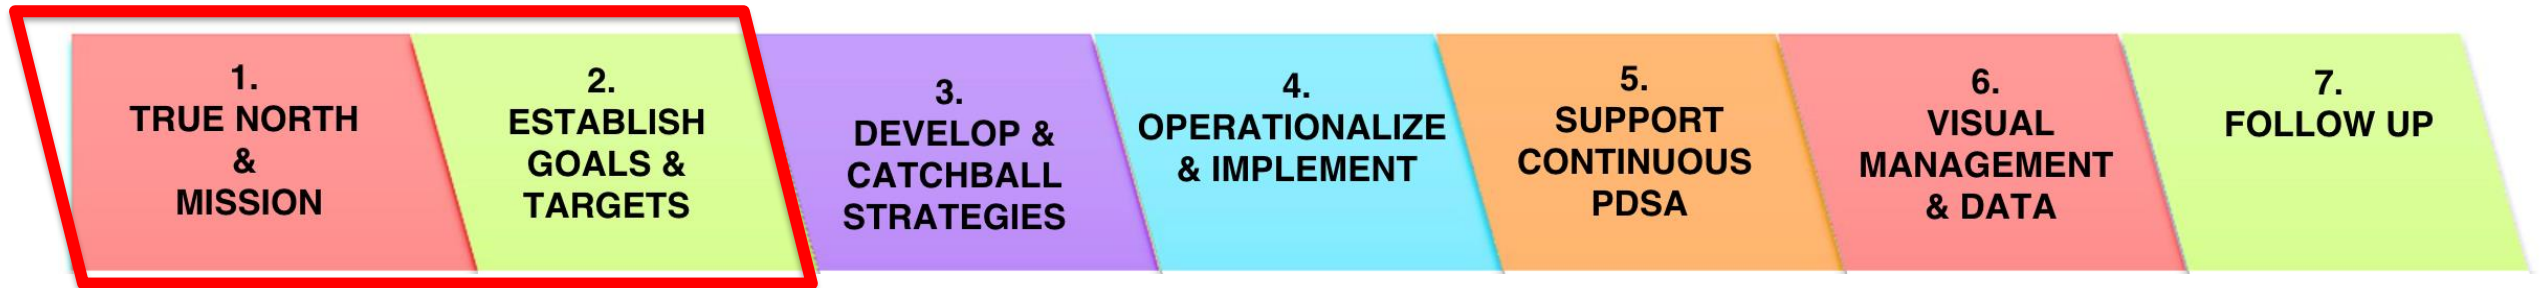 1.
TRUE NORTH
&
MISSION
2.
ESTABLISH
GOALS &
TARGETS
3.
DEVELOP &
CATCHBALL
STRATEGIES
4.
OPERATIONALIZE
& IMPLEMENT
5.
SUPPORT
CONTINUOUS
PDSA
6.
VISUAL
MANAGEMENT
& DATA
7.
FOLLOW UP